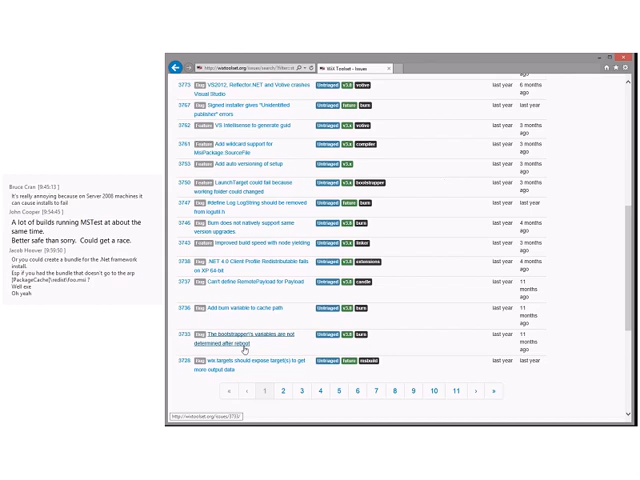 Bruce Cran [9:45:13 ]
It's really annoying because on Server 2008 machines it
can cause installs to fail
John Cooper [9:54:45 ]
A lot of builds running MSTest at about the
same time.
Better safe than sorry. Could get a race.
Jacob Hoover [9:59:50 ]
Or you could create a bundle for the .Net framework
install.
Esp if you had the bundle that doesn't go to the arp
[PackageCache]\redist\foo.msi ?
Well exe
Oh yeah
http://wixtoolset.org/issues/search/?filter=
WiX Toolset - Issues
ago
3773 Bug VS2012, Reflector.NET and Votive crashes Untriaged v3.8 votive last year 6 months
Visual Studio ago
3767 Bug Signed installer gives "Unidentified Untriaged future burn last year last year
publisher" errors
3762 Feature VS Intellisense to generate guid Untriaged v3.x votive last year 3 months
ago
3761 Feature Add wildcard support for Untriaged v3.x compiler last year 3 months
MsiPackage SourceFile ago
Feature Add auto versioning of setup Untriaged v3.x last year 3 months
ago
3750 Feature LaunchTarget could fail because Untriaged v3.x bootstrapper last year 3 months
working folder could changed ago
3747 Bug #define Log LogString should be removed Untriaged future burn last year last year
from logutil.h
3746 Bug Burn does not natively support same Untriaged v3.8 burn last year 4 months
version upgrades. ago
3743 Feature Improved build speed with node yielding Untriaged v3.x linker last year 3 months
ago
3738 Bug .NET 4.0 Client Profile Redistributable fails Untriaged v3.8 extensions last year 4 months
on XP 64-bit ago
3737 Bug Can't define RemotePayload for Payload Untriaged v3.8 candle last year 11
months
ago
3736 Bug Add burn variable to cache path Untriaged v3.8 burn last year 11
months
ago
3733 Bug The bootstrapper's variables are not Untriaged v3.8 burn last year 11
determined after reboot months
ago
3728 Bug wix targets should expose target(s) to get Untriaged future msbuild last year last year
more output data
« ‹ 1 2 3 4 5 6 7 8 9 10 11 › »
http://wixtoolset.org/issues/3733/